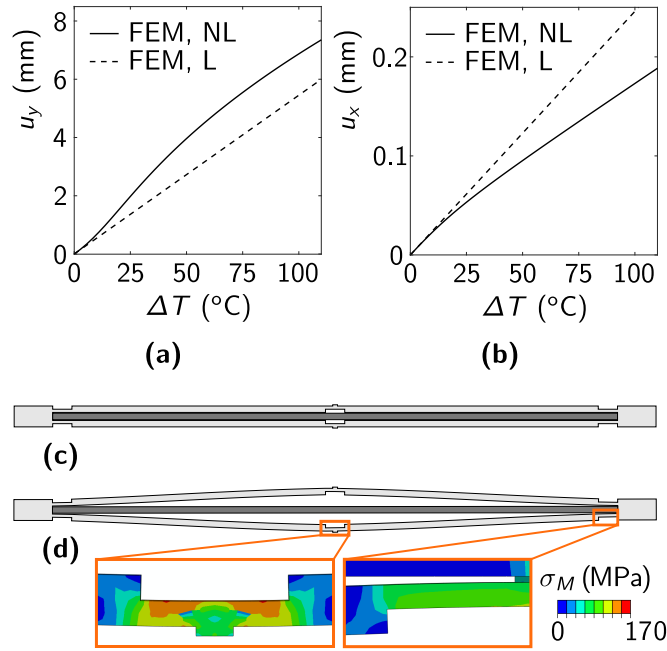 8
6
4
2
0
u_y (mm)
FEM, NL
FEM, L
0 25 50 75 100
ΔT (°C)
(a)
0.2
0.1
0
u_x (mm)
FEM, NL
FEM, L
0 25 50 75 100
ΔT (°C)
(b)
(c)
(d)
σ_M (MPa)
0 170